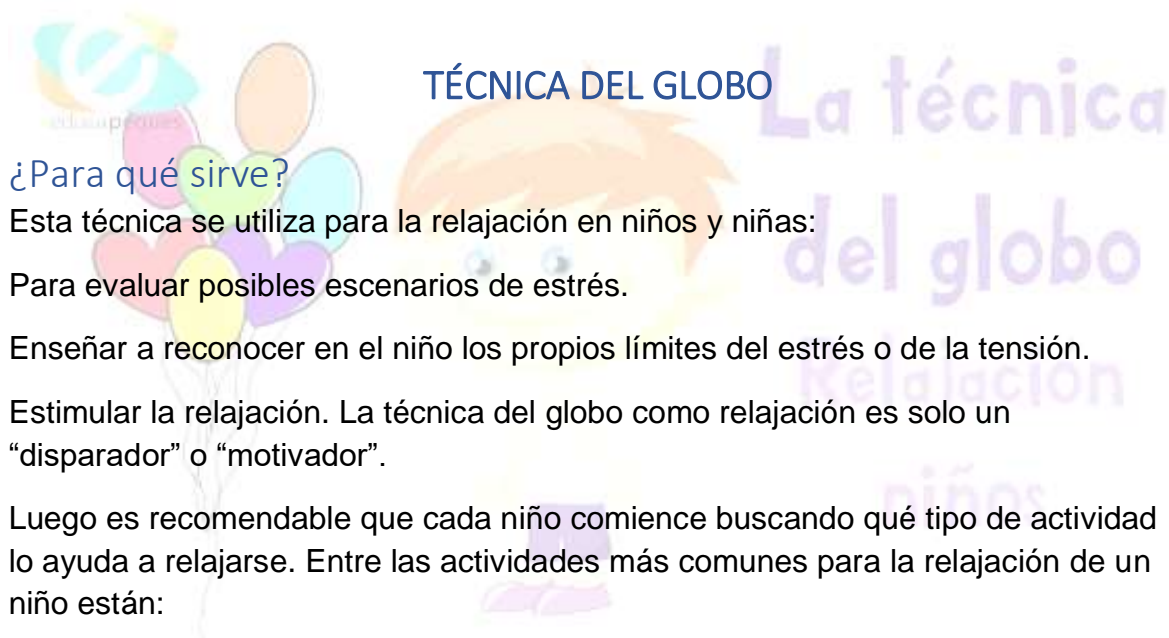 TÉCNICA DEL GLOBO
La técnica
del globo
Relajación
niños
edukapeques
¿Para qué sirve?
Esta técnica se utiliza para la relajación en niños y niñas:
Para evaluar posibles escenarios de estrés.
Enseñar a reconocer en el niño los propios límites del estrés o de la tensión.
Estimular la relajación. La técnica del globo como relajación es solo un
“disparador” o “motivador”.
Luego es recomendable que cada niño comience buscando qué tipo de actividad
lo ayuda a relajarse. Entre las actividades más comunes para la relajación de un
niño están: